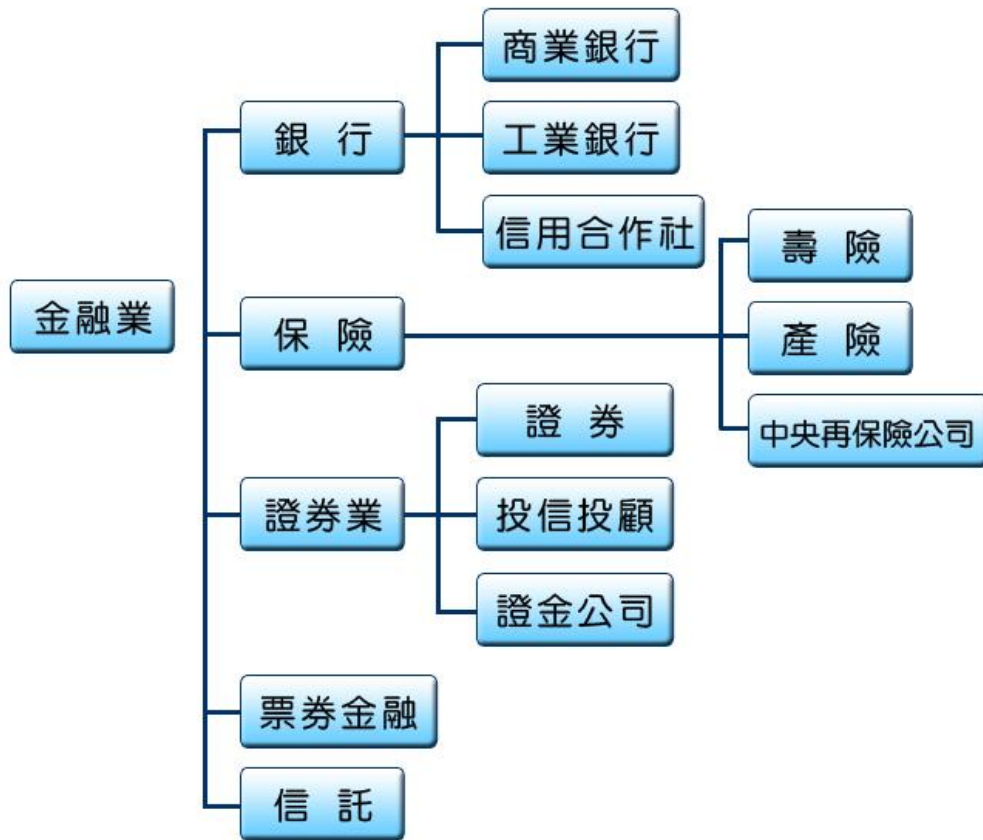 金融業
銀行
商業銀行
工業銀行
信用合作社
保險
壽險
產險
中央再保險公司
證券業
證券
投信投顧
證金公司
票券金融
信託